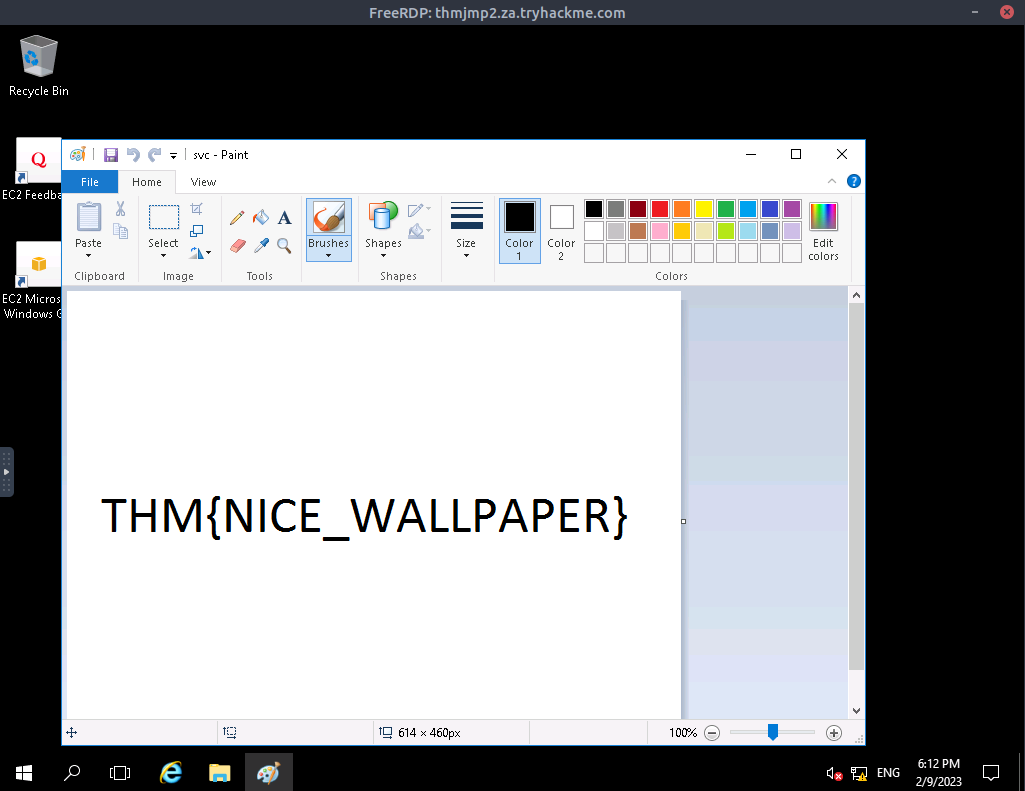 FreeRDP: thmjmp2.za.tryhackme.com
Recycle Bin
Q
EC2 Feedba
EC2 Micros
Windows G
svc - Paint
File
Home
View
?
Paste
Clipboard
Select
Image
A
Tools
Brushes
Shapes
Shapes
Size
Color
1
Color
2
Edit
colors
Colors
THM{NICE_WALLPAPER}
614 × 460px
100%
ENG
6:12 PM
2/9/2023